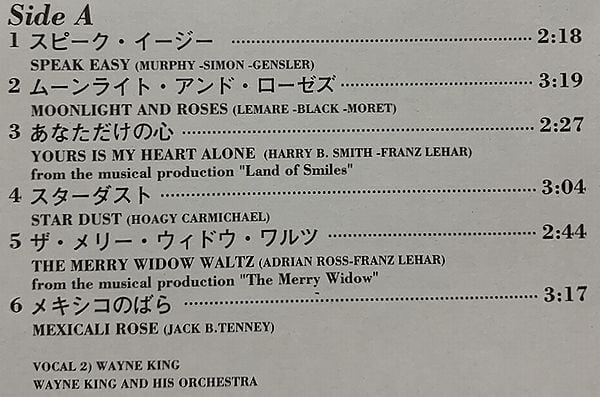 Side A
1 スピーク・イージー ………… 2:18
SPEAK EASY (MURPHY -SIMON -GENSLER)
2 ムーンライト・アンド・ローゼズ ………… 3:19
MOONLIGHT AND ROSES (LEMARE -BLACK -MORET)
3 あなただけの心 ………… 2:27
YOURS IS MY HEART ALONE (HARRY B. SMITH -FRANZ LEHAR)
from the musical production "Land of Smiles"
4 スターダスト ………… 3:04
STAR DUST (HOAGY CARMICHAEL)
5 ザ・メリー・ウィドウ・ワルツ ………… 2:44
THE MERRY WIDOW WALTZ (ADRIAN ROSS-FRANZ LEHAR)
from the musical production "The Merry Widow"
6 メキシコのばら ………… 3:17
MEXICALI ROSE (JACK B.TENNEY)
VOCAL 2) WAYNE KING
WAYNE KING AND HIS ORCHESTRA